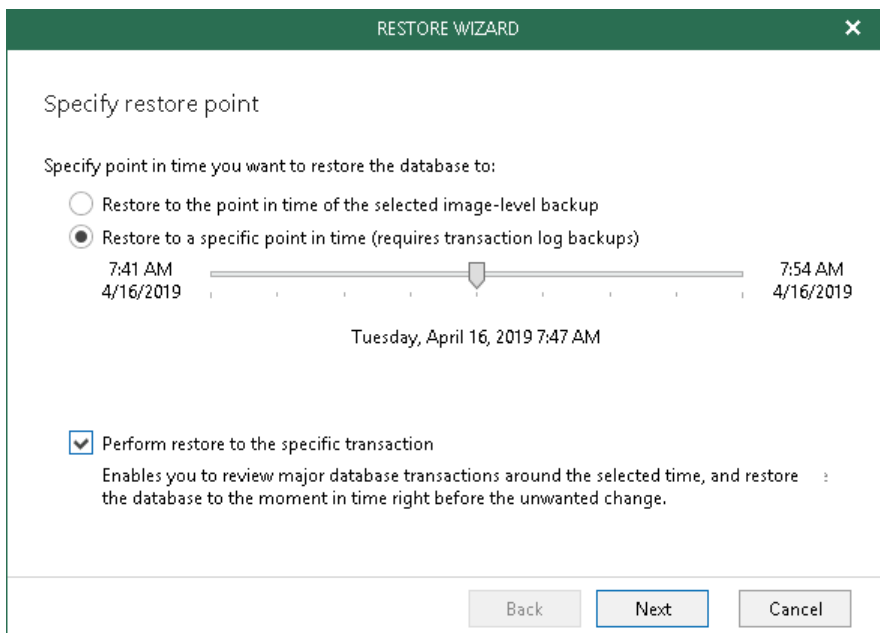 RESTORE WIZARD
Specify restore point
Specify point in time you want to restore the database to:
Restore to the point in time of the selected image-level backup
Restore to a specific point in time (requires transaction log backups)
7:41 AM
4/16/2019
7:54 AM
4/16/2019
Tuesday, April 16, 2019 7:47 AM
Perform restore to the specific transaction
Enables you to review major database transactions around the selected time, and restore
the database to the moment in time right before the unwanted change.
Back
Next
Cancel